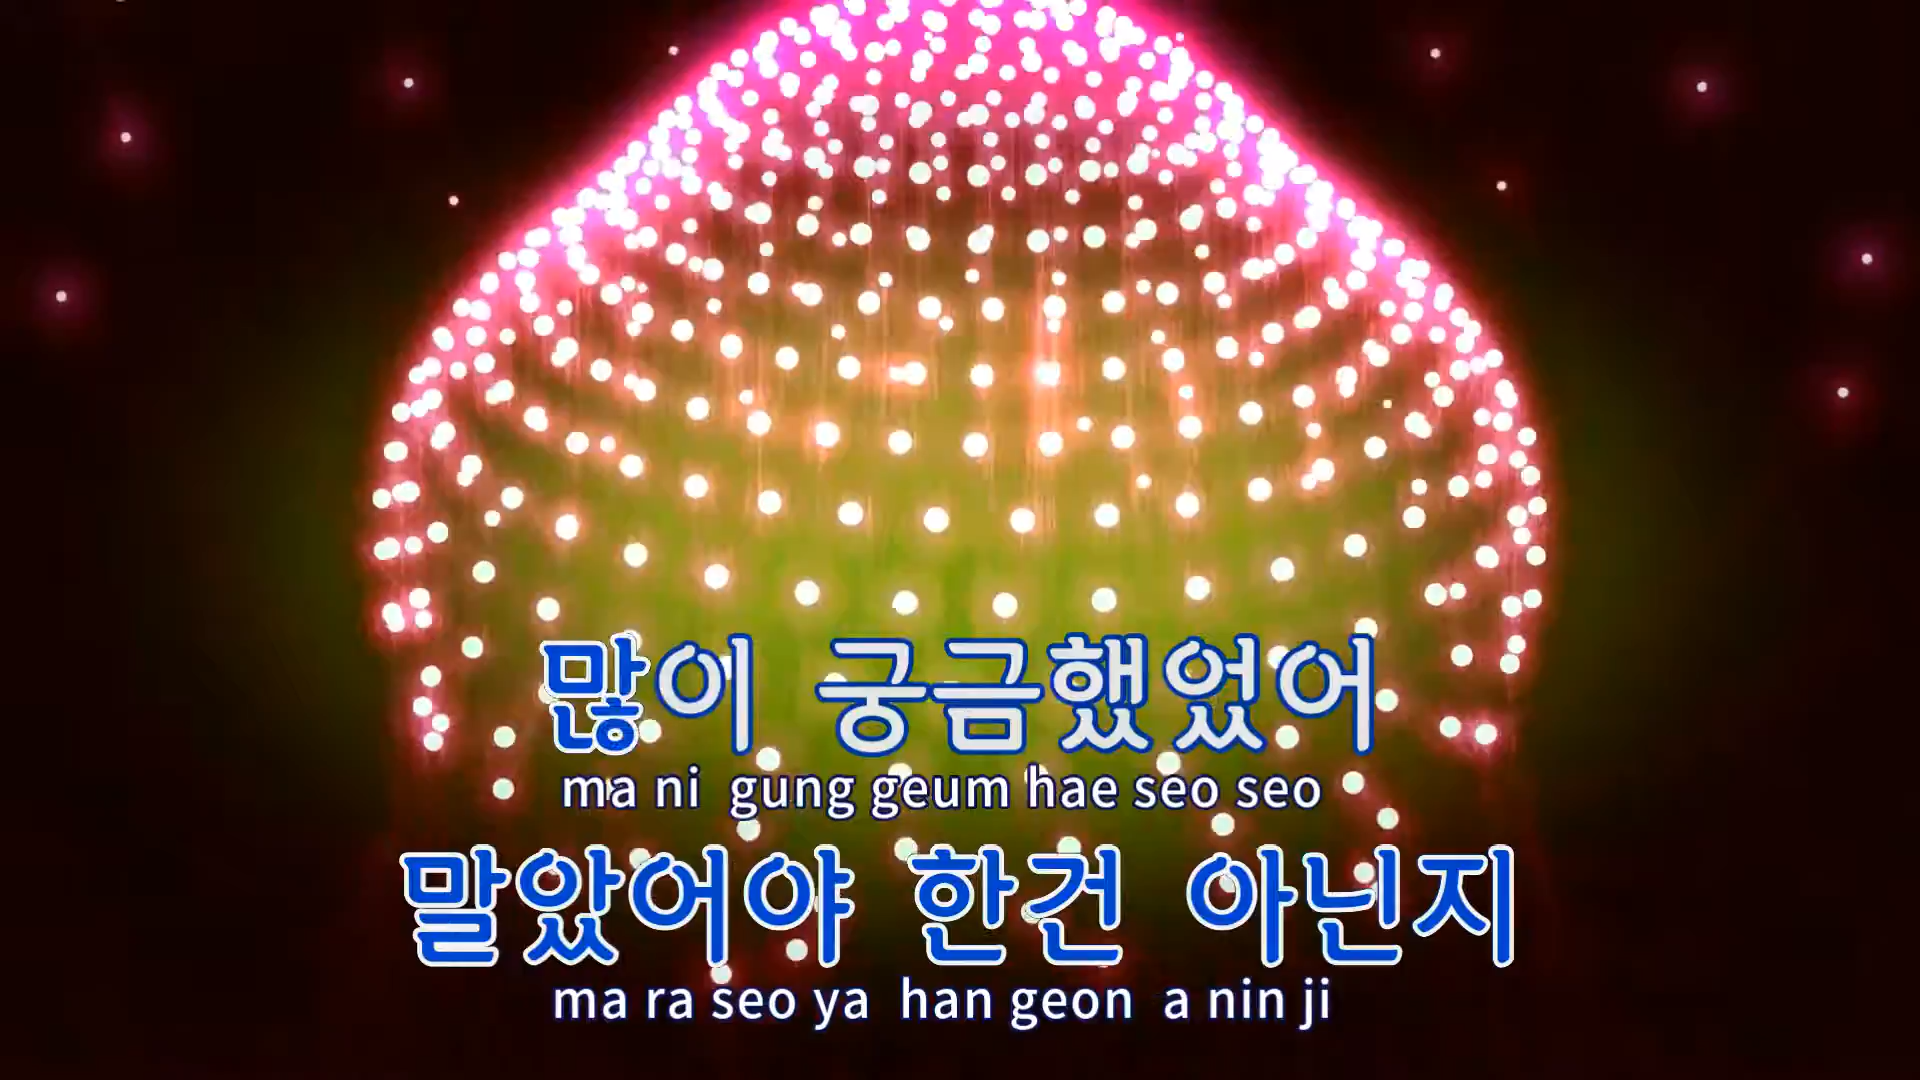 많이 궁금했었어
ma ni gung geum hae seo seo
말았어야 한건 아닌지
ma ra seo ya han geon a nin ji